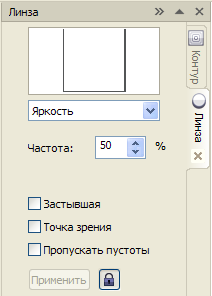 Линза
Контур
Линза
Яркость
Частота: 50 %
Застывшая
Точка зрения
Пропускать пустоты
Применить